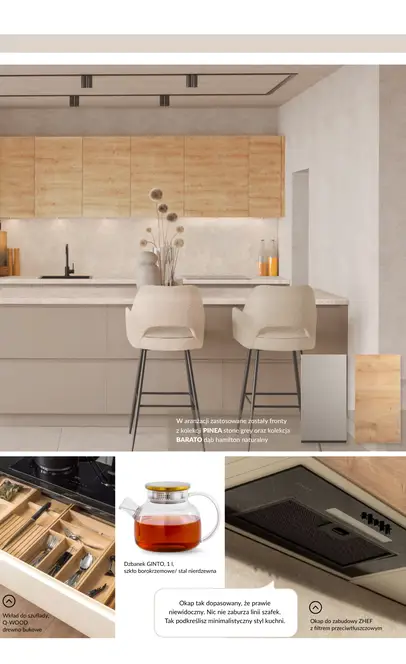 W aranżacji zastosowane zostały fronty
z kolekcji PINEA stone grey oraz kolekcja
BARATO dąb hamilton naturalny
Wkład do szuflady,
Q-WOOD
drewno bukowe
Dzbanek GINTO, 1 l,
szkło borokrzemowe/ stal nierdzewna
Okap tak dopasowany, że prawie
niewidoczny. Nic nie zaburza linii szafek.
Tak podkreślisz minimalistyczny styl kuchni.
Okap do zabudowy ZHEF
z filtrem przeciwtłuszczowym